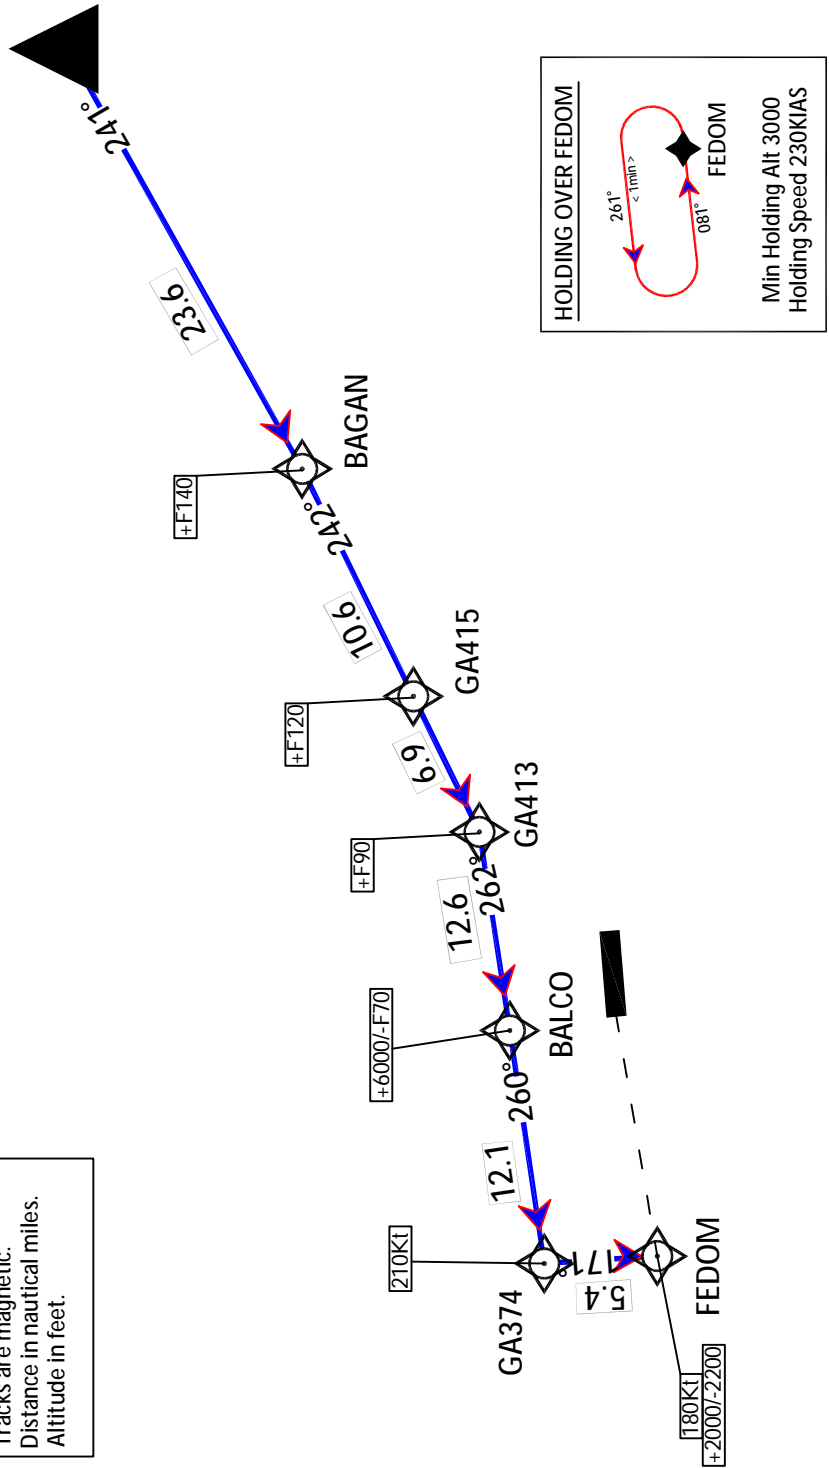 Tracks are magnetic.
Distance in nautical miles.
Altitude in feet.
241°
23.6
+F140
BAGAN
242°
10.6
+F120
GA415
6.9
+F90
GA413
262°
12.6
+6000/-F70
BALCO
260°
12.1
210Kt
GA374
171°
5.4
FEDOM
180Kt
+2000/-2200
HOLDING OVER FEDOM
261°
< 1min >
081°
FEDOM
Min Holding Alt 3000
Holding Speed 230KIAS